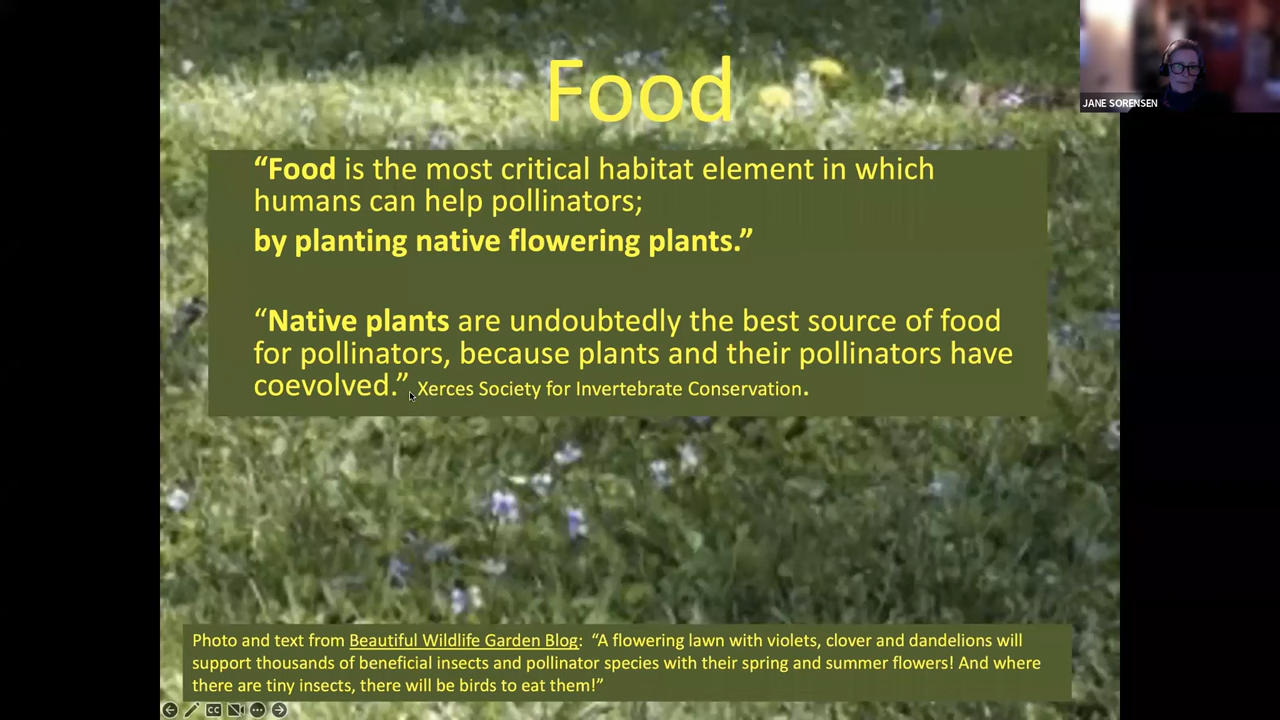 Food
JANE SORENSEN
“Food is the most critical habitat element in which
humans can help pollinators;
by planting native flowering plants.”
“Native plants are undoubtedly the best source of food
for pollinators, because plants and their pollinators have
coevolved.” Xerces Society for Invertebrate Conservation.
Photo and text from Beautiful Wildlife Garden Blog: “A flowering lawn with violets, clover and dandelions will
support thousands of beneficial insects and pollinator species with their spring and summer flowers! And where
there are tiny insects, there will be birds to eat them!”
CC